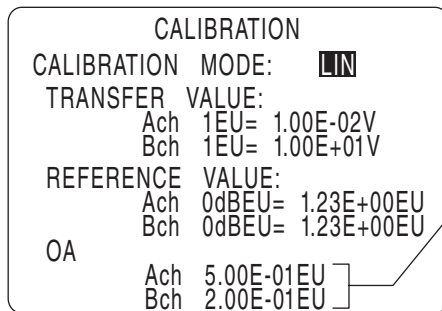 CALIBRATION
CALIBRATION MODE: LIN
TRANSFER VALUE:
Ach 1EU= 1.00E-02V
Bch 1EU= 1.00E+01V
REFERENCE VALUE:
Ach 0dBEU= 1.23E+00EU
Bch 0dBEU= 1.23E+00EU
OA
Ach 5.00E-01EU
Bch 2.00E-01EU